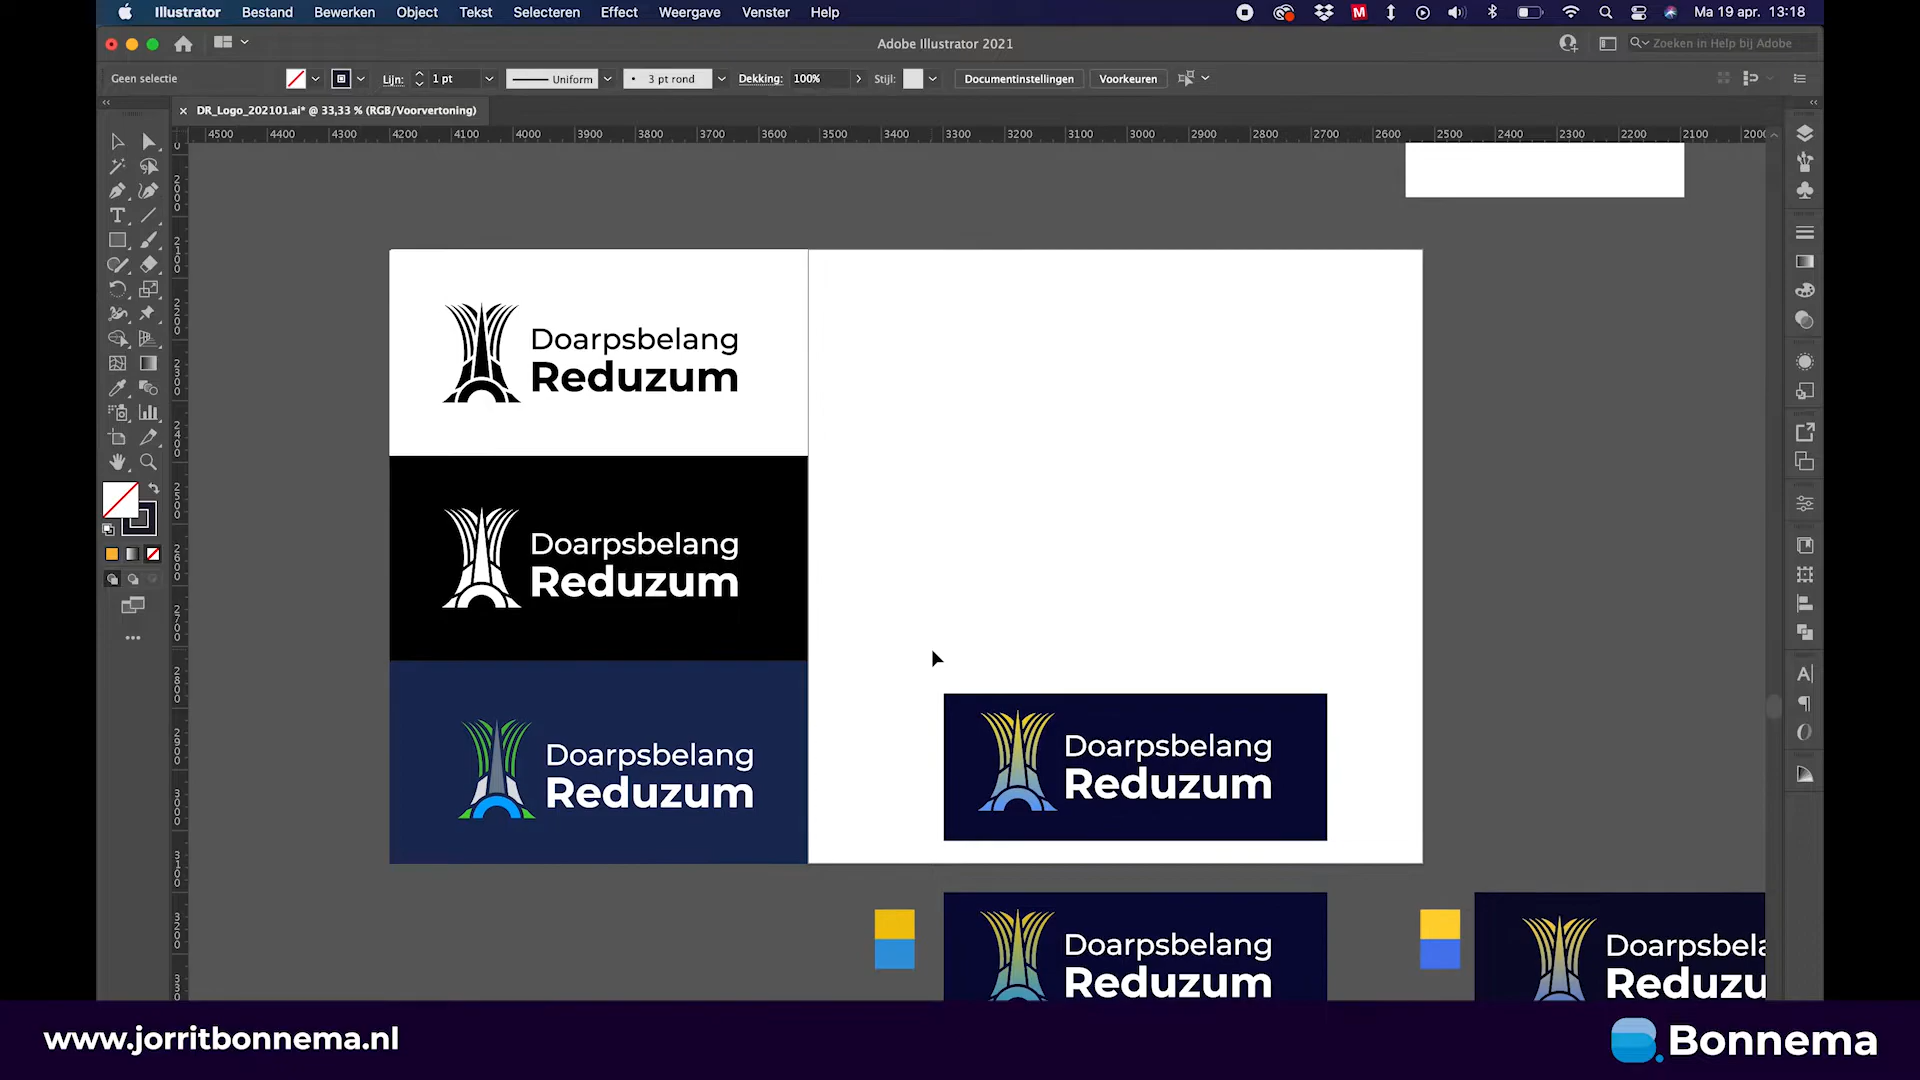 Illustrator Bestand Bewerken Object Tekst Selecteren Effect Weergave Venster Help
Ma 19 apr. 13:18
Adobe Illustrator 2021
Zoeken in Help bij Adobe
Geen selectie
Lijn: 1 pt Uniform 3 pt rond Dekking: 100% Stijl: Documentinstellingen Voorkeuren
× DR_Logo_202101.ai* @ 33,33 % (RGB/Voorvertoning)
4500 4400 4300 4200 4100 4000 3900 3800 3700 3600 3500 3400 3300 3200 3100 3000 2900 2800 2700 2600 2500 2400 2300 2200 2100 2000
Doarpsbelang
Reduzum
Doarpsbelang
Reduzum
Doarpsbelang
Reduzum
Doarpsbelang
Reduzum
Doarpsbelang
Reduzum
Doarpsbela
Reduzu
www.jorritbonnema.nl
Bonnema